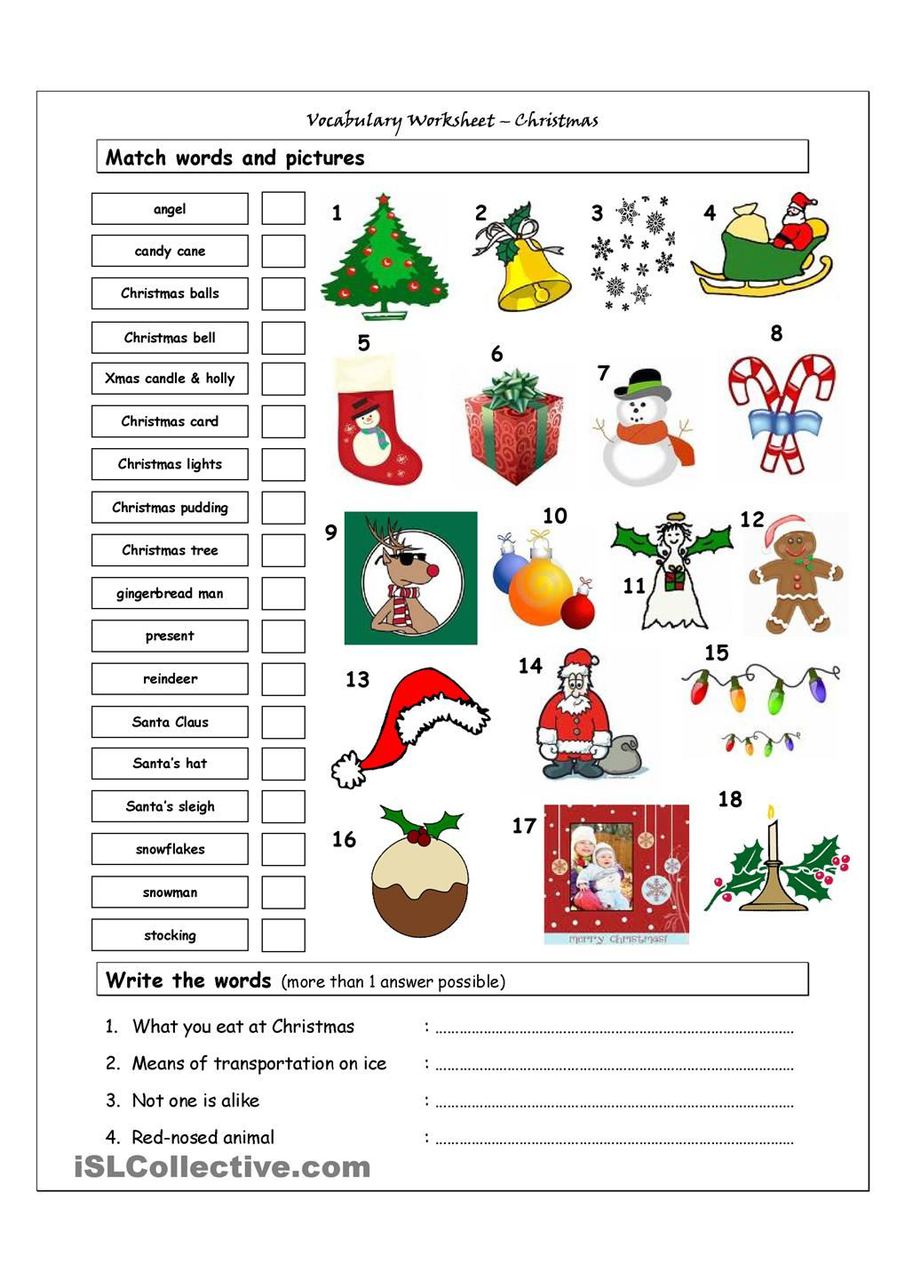 Vocabulary Worksheet – Christmas
Match words and pictures
angel
candy cane
Christmas balls
Christmas bell
Xmas candle & holly
Christmas card
Christmas lights
Christmas pudding
Christmas tree
gingerbread man
present
reindeer
Santa Claus
Santa's hat
Santa's sleigh
snowflakes
snowman
stocking
1
2
3
4
5
6
7
8
9
10
11
12
13
14
15
16
17
18
merry christmas!
Write the words (more than 1 answer possible)
1. What you eat at Christmas : ................................................................................
2. Means of transportation on ice : ................................................................................
3. Not one is alike : ................................................................................
4. Red-nosed animal : ................................................................................
iSLCollective.com